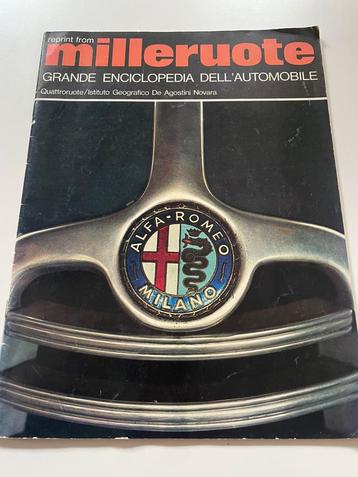 reprint from
milleruote
GRANDE ENCICLOPEDIA DELL'AUTOMOBILE
Quattroruote/Istituto Geografico De Agostini Novara
ALFA-ROMEO
MILANO